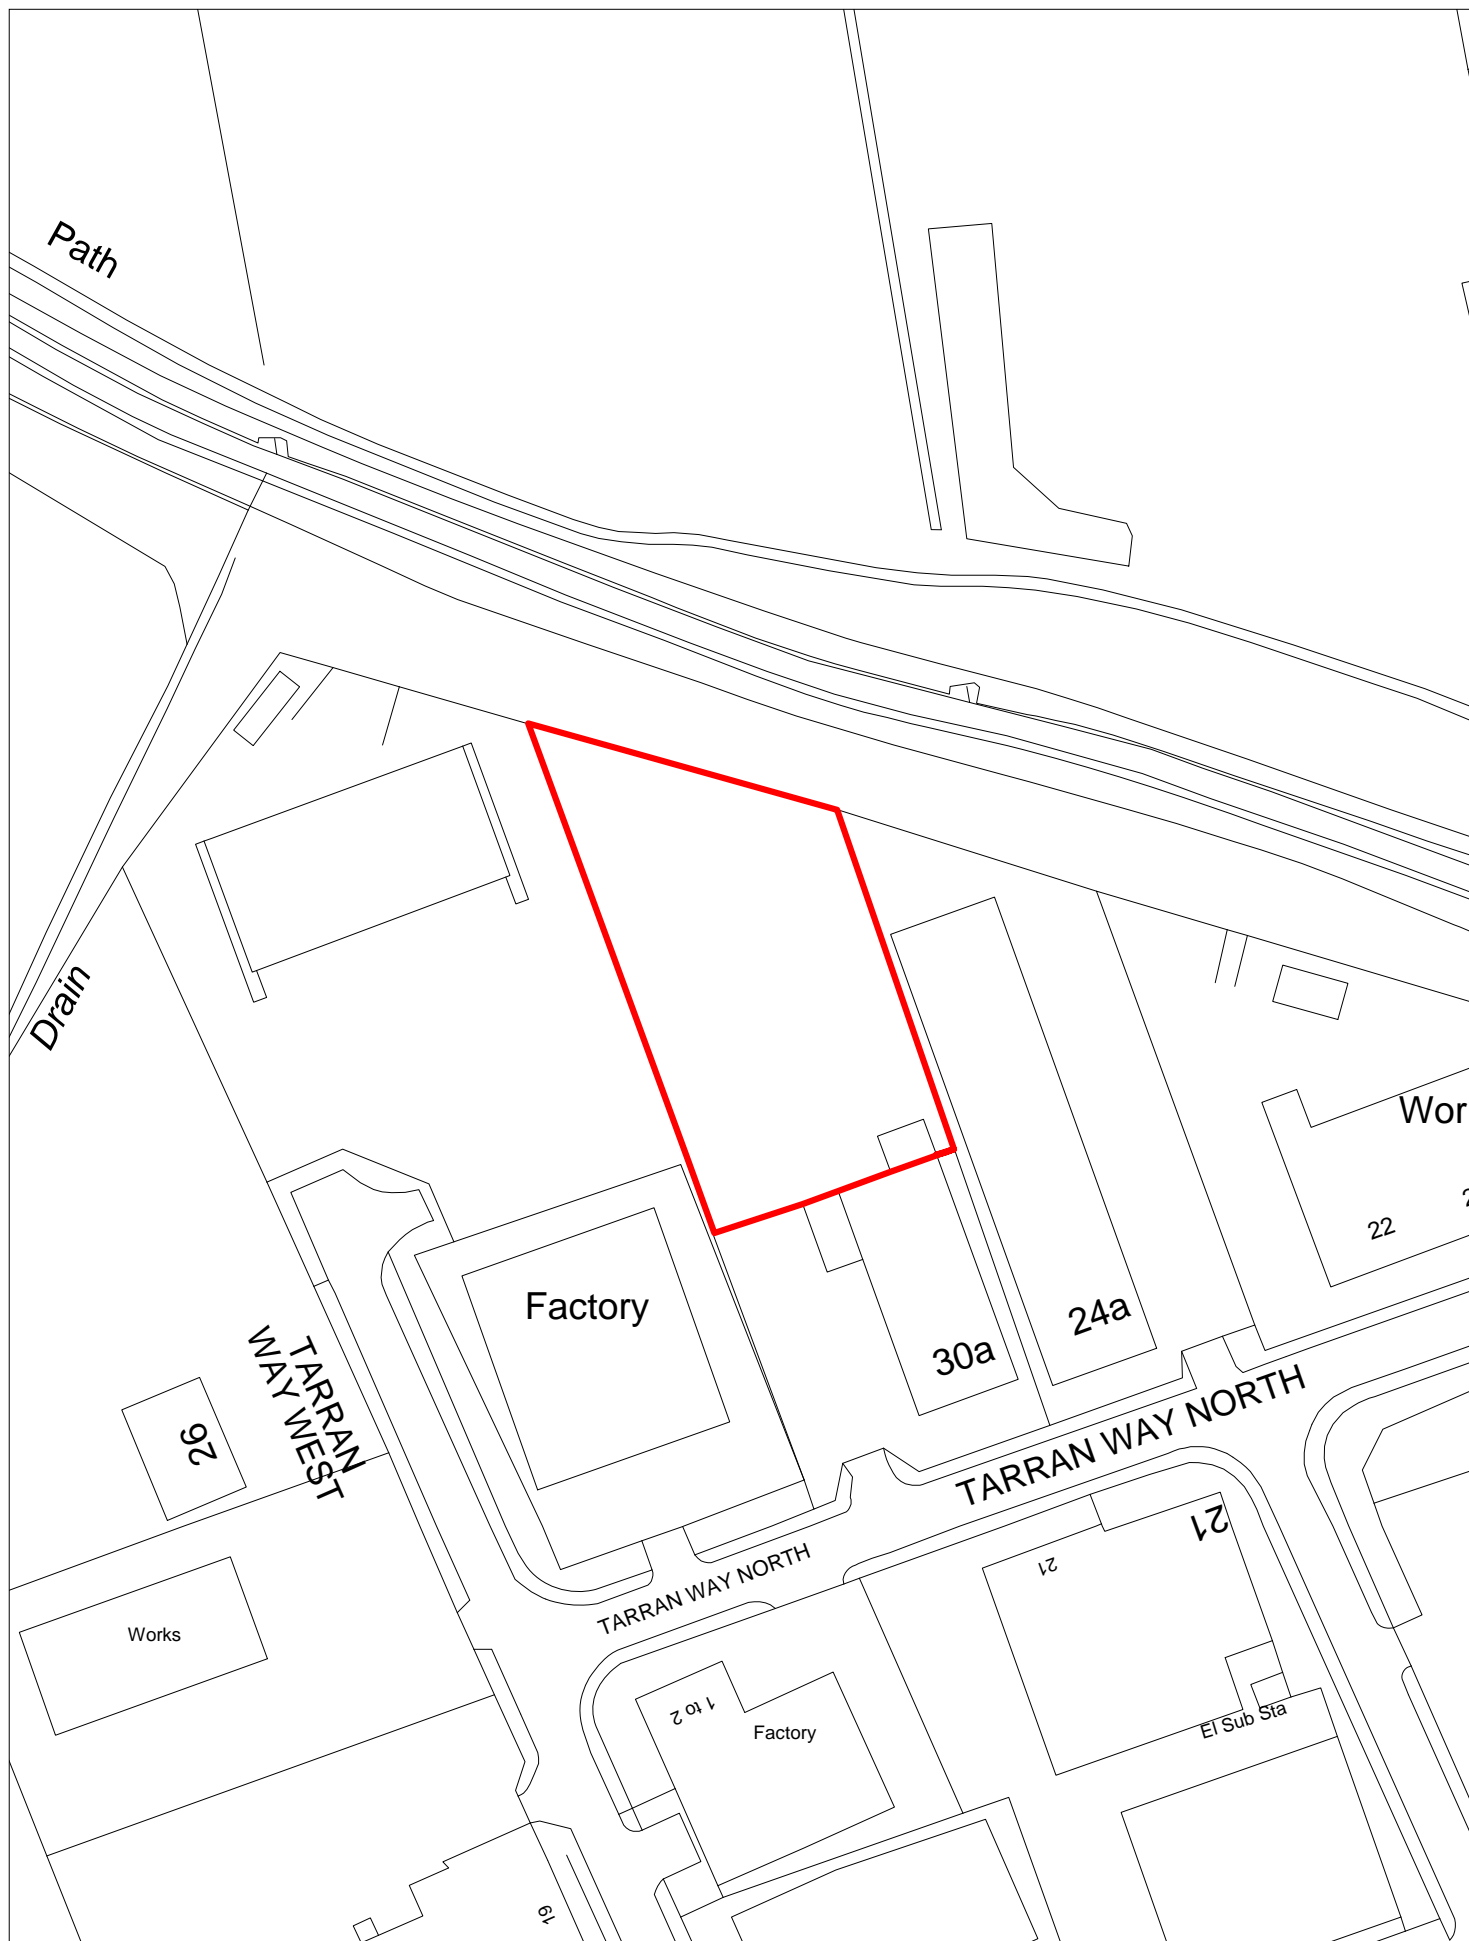 Path
Drain
Wor
22
Factory
24a
30a
TARRAN
WAY WEST
TARRAN WAY NORTH
26
21
21
TARRAN WAY NORTH
Works
1 to 2
Factory
El Sub Sta
19